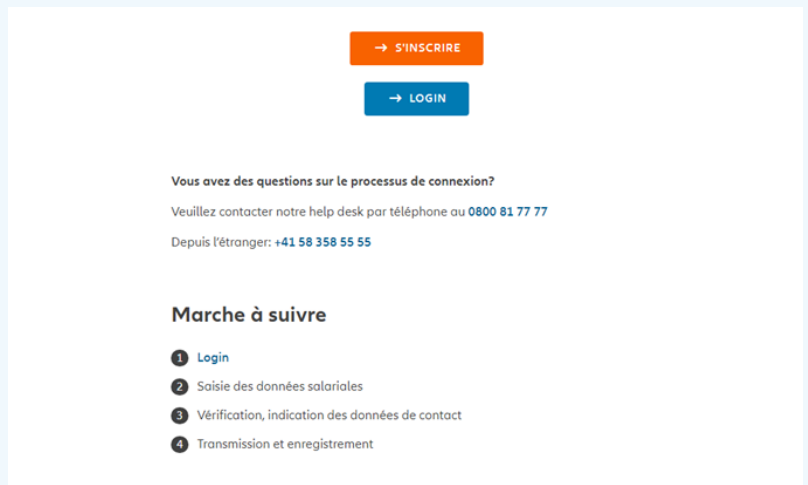 → S'INSCRIRE
→ LOGIN
Vous avez des questions sur le processus de connexion?
Veuillez contacter notre help desk par téléphone au 0800 81 77 77
Depuis l'étranger: +41 58 358 55 55
Marche à suivre
1 Login
2 Saisie des données salariales
3 Vérification, indication des données de contact
4 Transmission et enregistrement